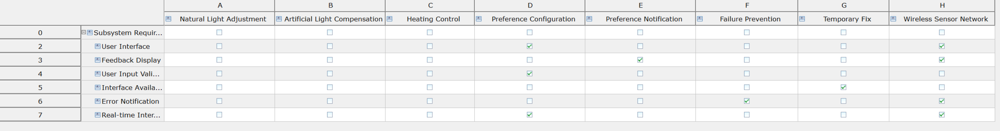 A B C D E F G H
Natural Light Adjustment Artificial Light Compensation Heating Control Preference Configuration Preference Notification Failure Prevention Temporary Fix Wireless Sensor Network
0 Subsystem Requir...
2 User Interface
3 Feedback Display
4 User Input Vali...
5 Interface Availa...
6 Error Notification
7 Real-time Inter...